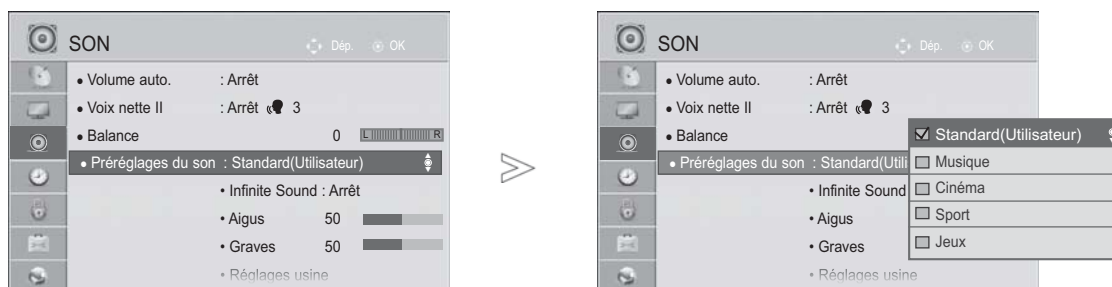 SON Dép. OK
• Volume auto. : Arrêt
• Voix nette II : Arrêt 3
• Balance 0 L R
• Préréglages du son : Standard(Utilisateur)
• Infinite Sound : Arrêt
• Aigus 50
• Graves 50
• Réglages usine
SON Dép. OK
• Volume auto. : Arrêt
• Voix nette II : Arrêt 3
• Balance
• Préréglages du son : Standard(Utili
• Infinite Sound
• Aigus
• Graves
• Réglages usine
Standard(Utilisateur)
Musique
Cinéma
Sport
Jeux